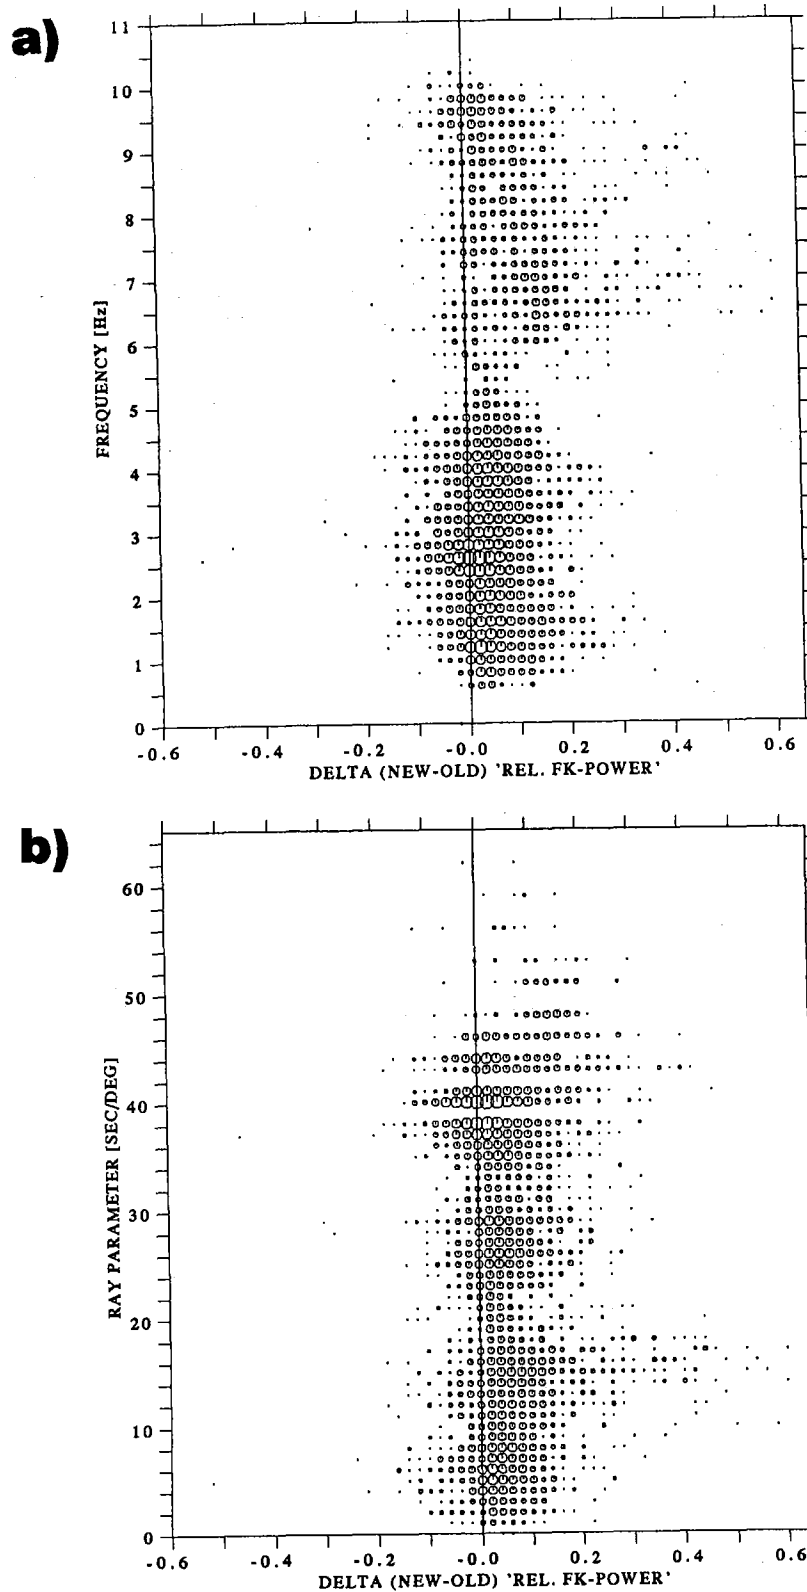 a)
11
10
9
8
7
6
5
4
3
2
1
0
FREQUENCY [Hz]
-0.6 -0.4 -0.2 -0.0 0.2 0.4 0.6
DELTA (NEW-OLD) 'REL. FK-POWER'
b)
60
50
40
30
20
10
0
RAY PARAMETER [SEC/DEG]
-0.6 -0.4 -0.2 -0.0 0.2 0.4 0.6
DELTA (NEW-OLD) 'REL. FK-POWER'